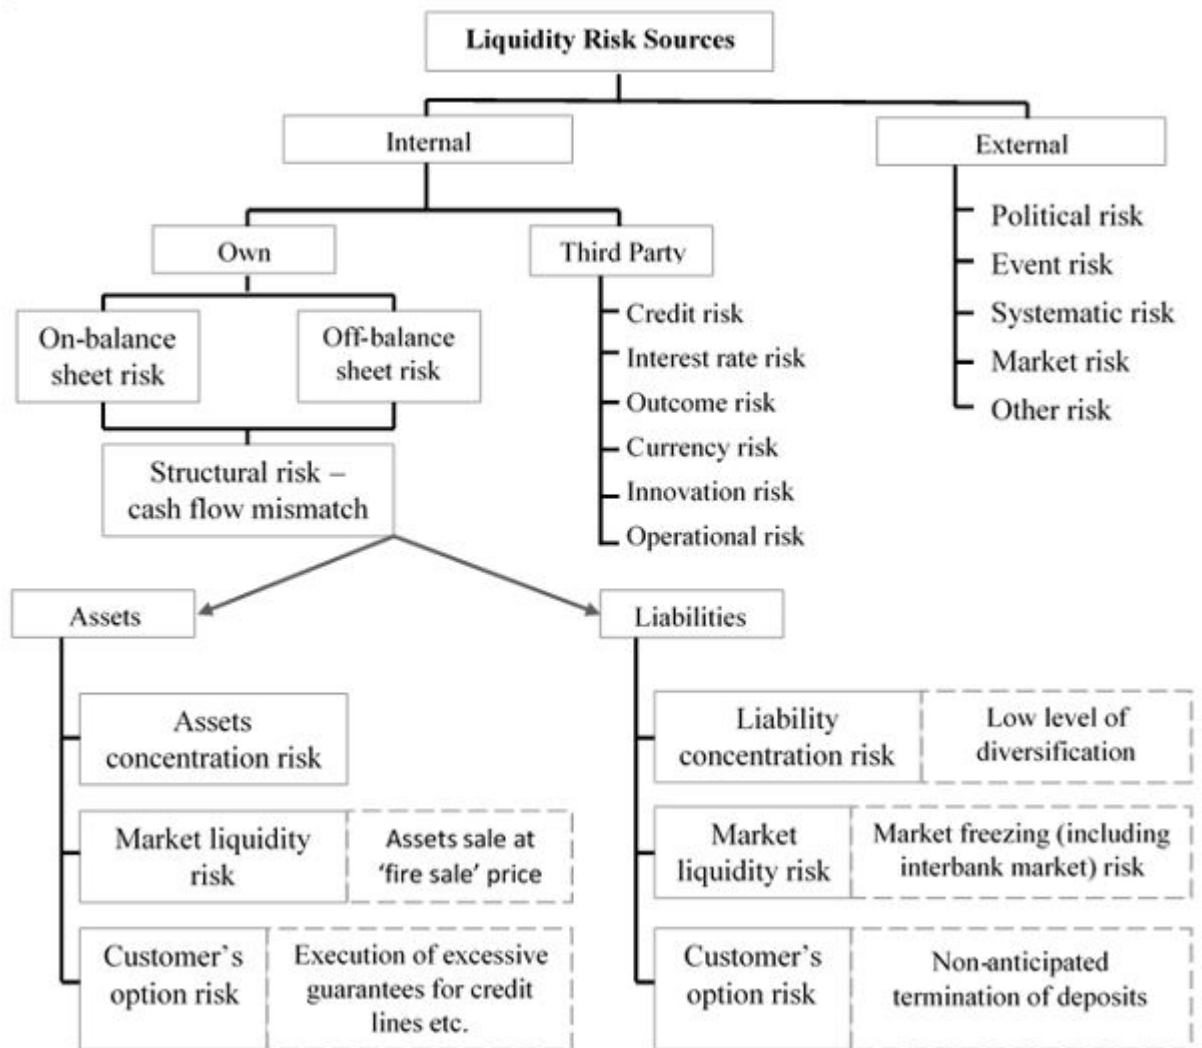 Liquidity Risk Sources
Internal
External
Own
Third Party
On-balance
sheet risk
Off-balance
sheet risk
Structural risk –
cash flow mismatch
Credit risk
Interest rate risk
Outcome risk
Currency risk
Innovation risk
Operational risk
Political risk
Event risk
Systematic risk
Market risk
Other risk
Assets
Assets
concentration risk
Market liquidity
risk
Assets sale at
‘fire sale’ price
Customer’s
option risk
Execution of excessive
guarantees for credit
lines etc.
Liabilities
Liability
concentration risk
Low level of
diversification
Market
liquidity risk
Market freezing (including
interbank market) risk
Customer’s
option risk
Non-anticipated
termination of deposits